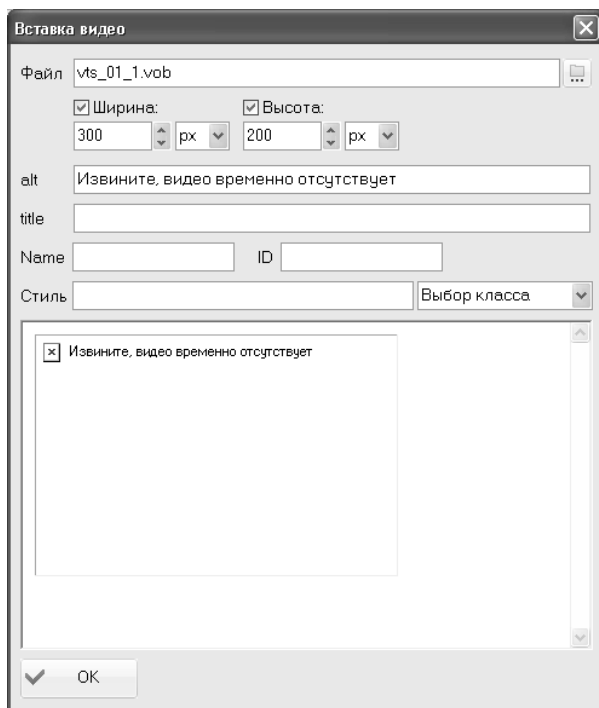 Вставка видео
Файл vts_01_1.vob
Ширина: Высота:
300 px 200 px
alt Извините, видео временно отсутствует
title
Name ID
Стиль Выбор класса
Извините, видео временно отсутствует
OK